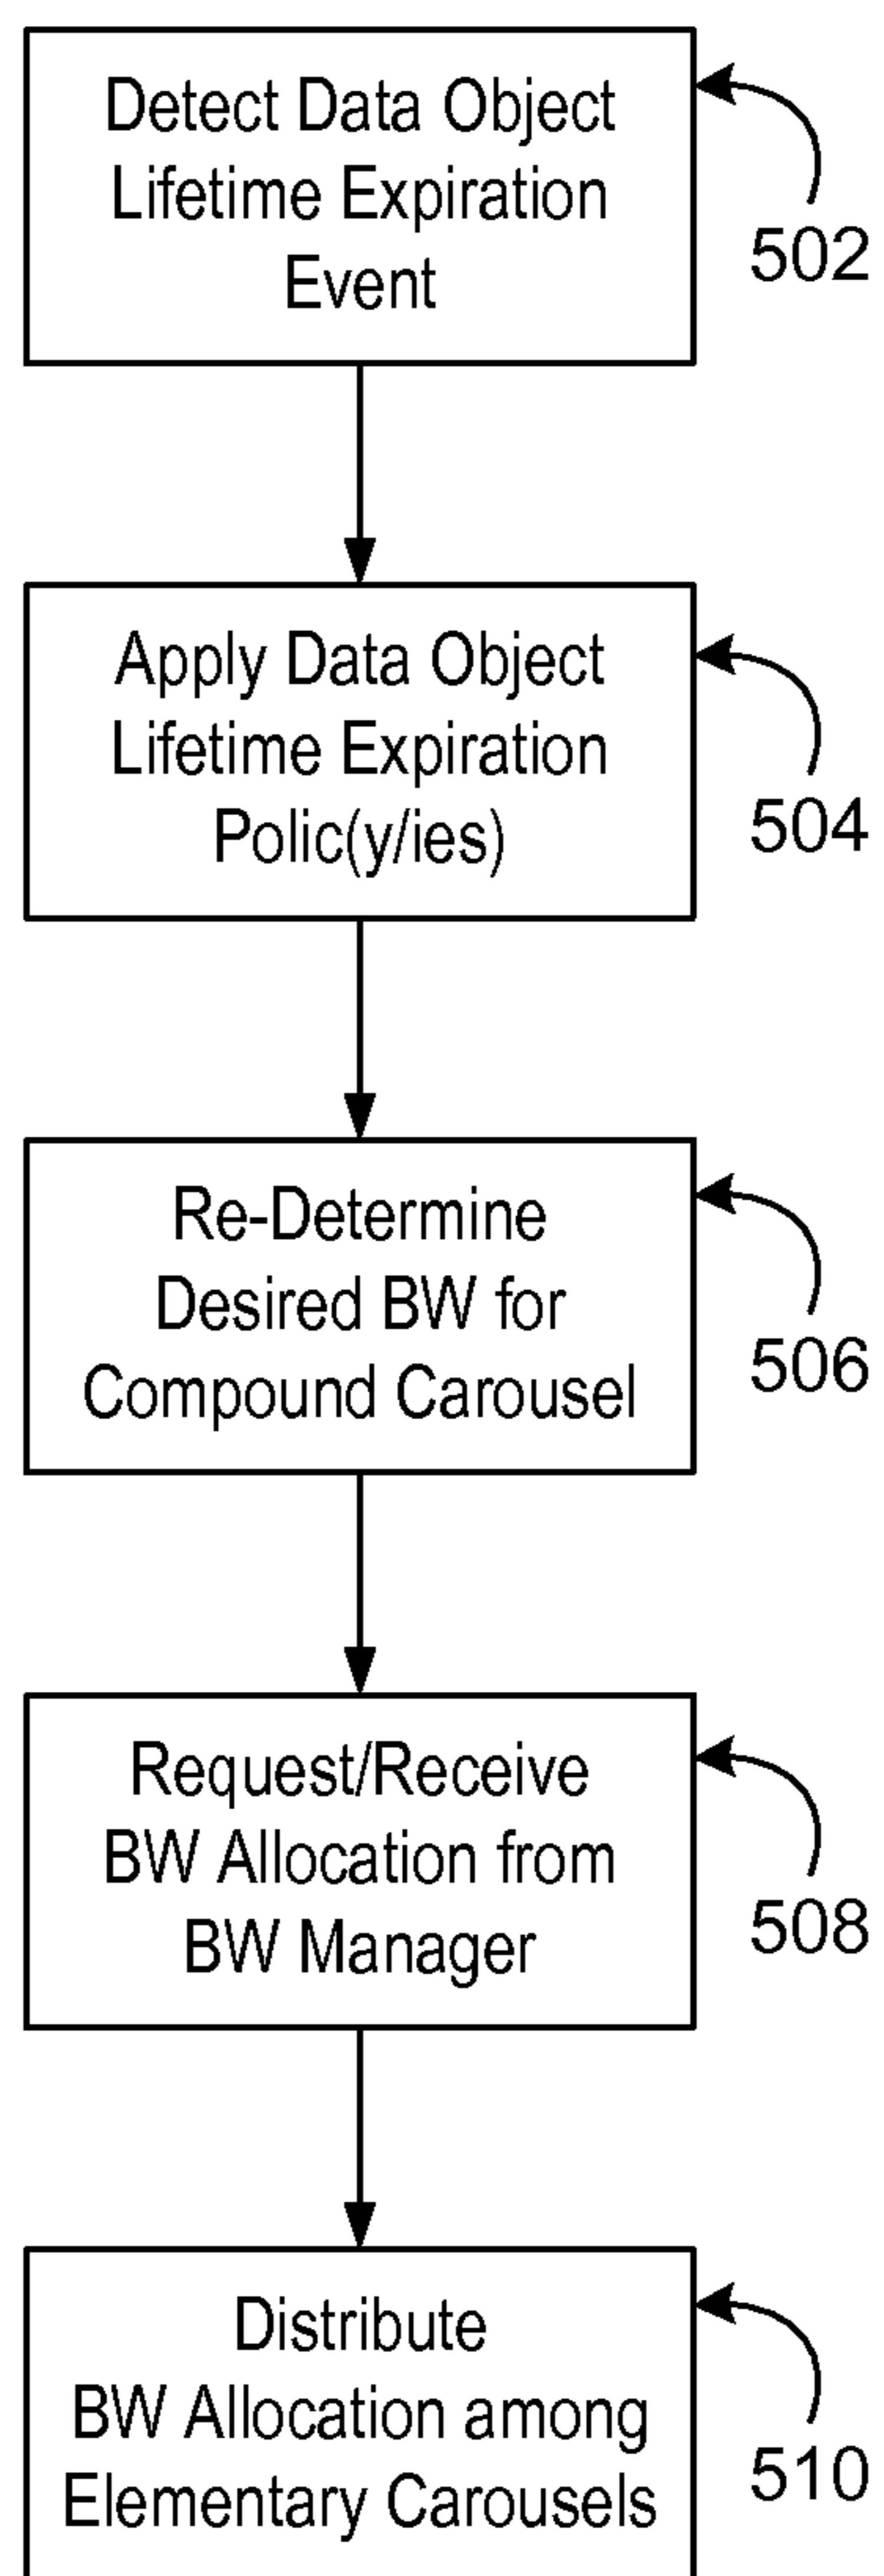 Detect Data Object
Lifetime Expiration
Event
502
Apply Data Object
Lifetime Expiration
Polic(y/ies)
504
Re-Determine
Desired BW for
Compound Carousel
506
Request/Receive
BW Allocation from
BW Manager
508
Distribute
BW Allocation among
Elementary Carousels
510